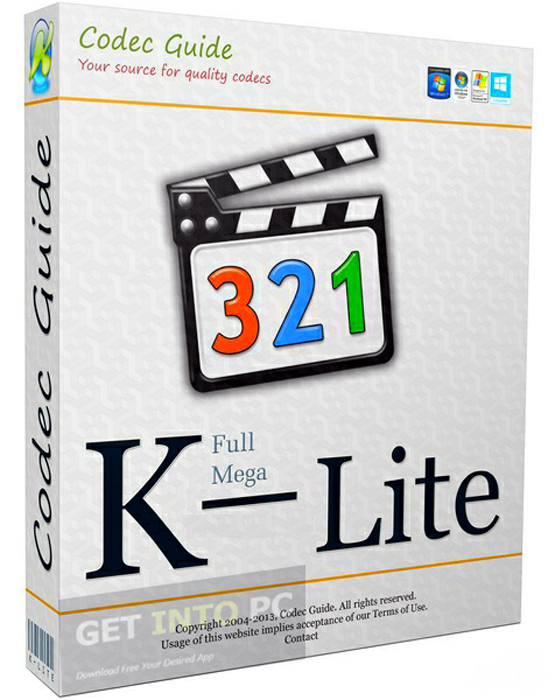 Codec Guide
Your source for quality codecs
Codec Guide
321
Full
Mega
K-Lite
GET INTO PC
Copyright 2004-2013, Codec Guide. All rights reserved.
Usage of this website implies acceptance of our Terms of Use.
Contact
Download Free Your Desired App
K-LITE